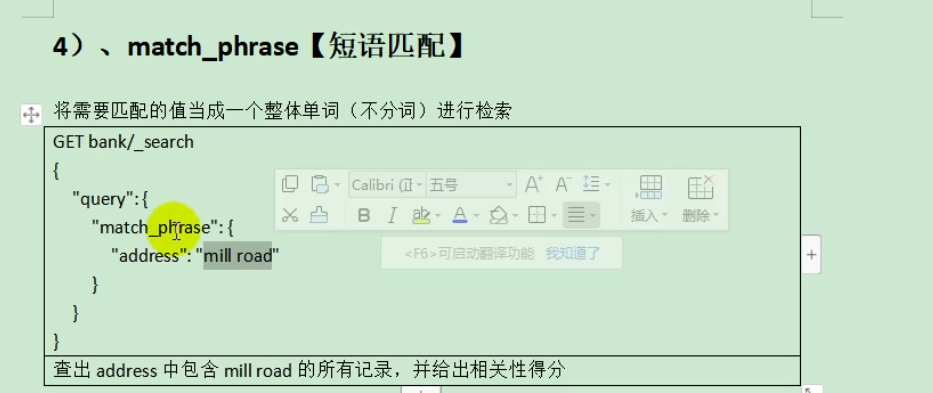 4）、match_phrase【短语匹配】
将需要匹配的值当成一个整体单词（不分词）进行检索
GET bank/_search
{
"query": {
"match_phrase": {
"address": "mill road"
}
}
}
查出 address 中包含 mill road 的所有记录，并给出相关性得分
Calibri (正 五号 A+ A-
B I ab A 插入 删除
<F6>可启动翻译功能 我知道了